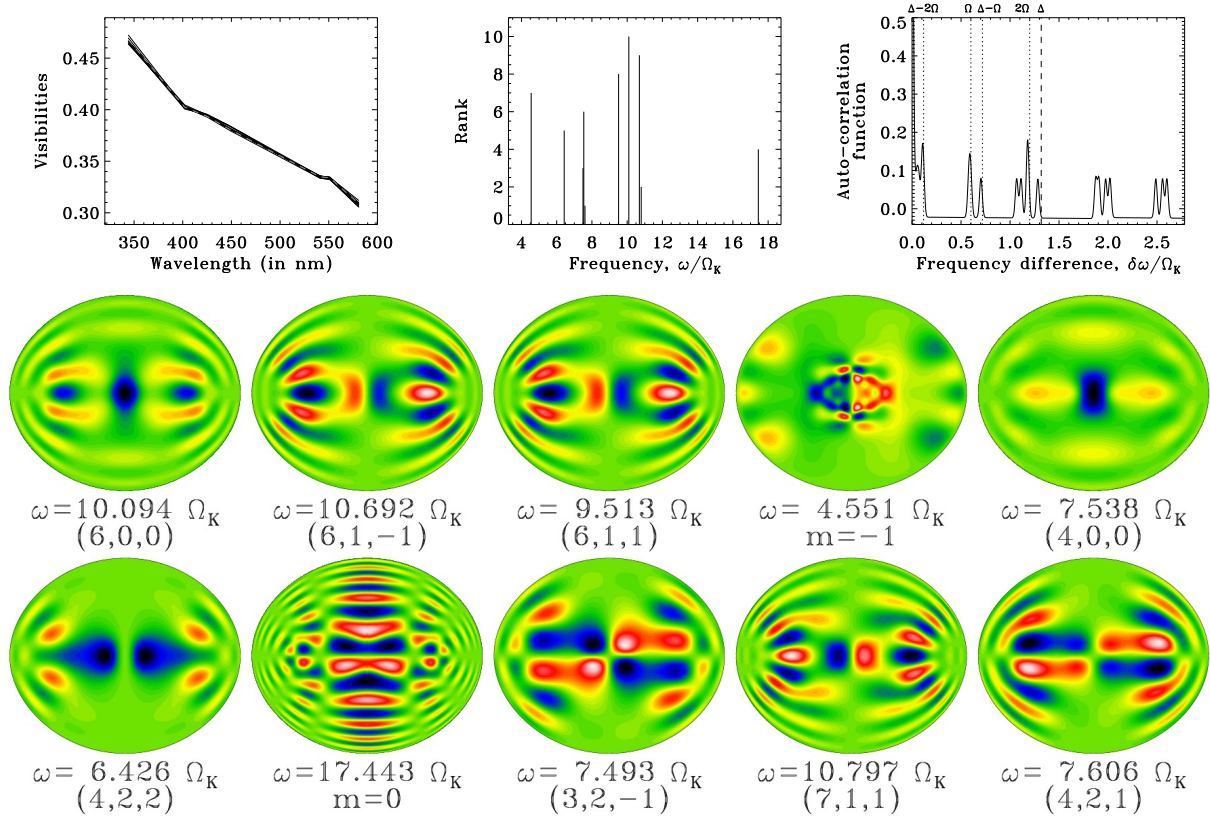 Δ−2Ω Ω Δ−Ω 2Ω Δ
0.45
0.40
0.35
0.30
Visibilities
350 400 450 500 550 600
Wavelength (in nm)
10
8
6
4
2
0
Rank
4 6 8 10 12 14 16 18
Frequency, ω/Ω_K
0.5
0.4
0.3
0.2
0.1
0.0
Auto−correlation
function
0.0 0.5 1.0 1.5 2.0 2.5
Frequency difference, δω/Ω_K
ω=10.094 Ω_K ω=10.692 Ω_K ω= 9.513 Ω_K ω= 4.551 Ω_K ω= 7.538 Ω_K
(6,0,0) (6,1,−1) (6,1,1) m=−1 (4,0,0)
ω= 6.426 Ω_K ω=17.443 Ω_K ω= 7.493 Ω_K ω=10.797 Ω_K ω= 7.606 Ω_K
(4,2,2) m=0 (3,2,−1) (7,1,1) (4,2,1)